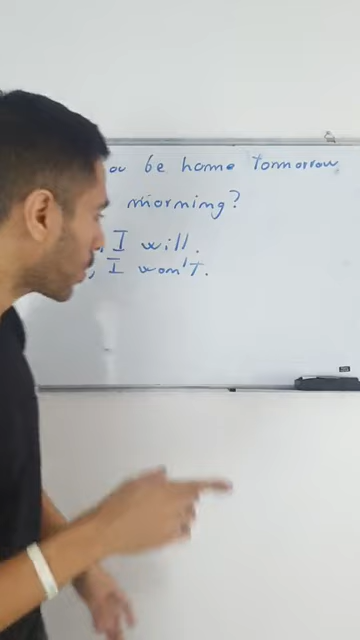 ou be home tomorrow
morning?
, I will.
, I won't.